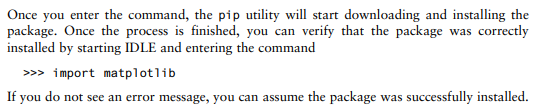 Once you enter the command, the pip utility will start downloading and installing the
package. Once the process is finished, you can verify that the package was correctly
installed by starting IDLE and entering the command
>>> import matplotlib
If you do not see an error message, you can assume the package was successfully installed.